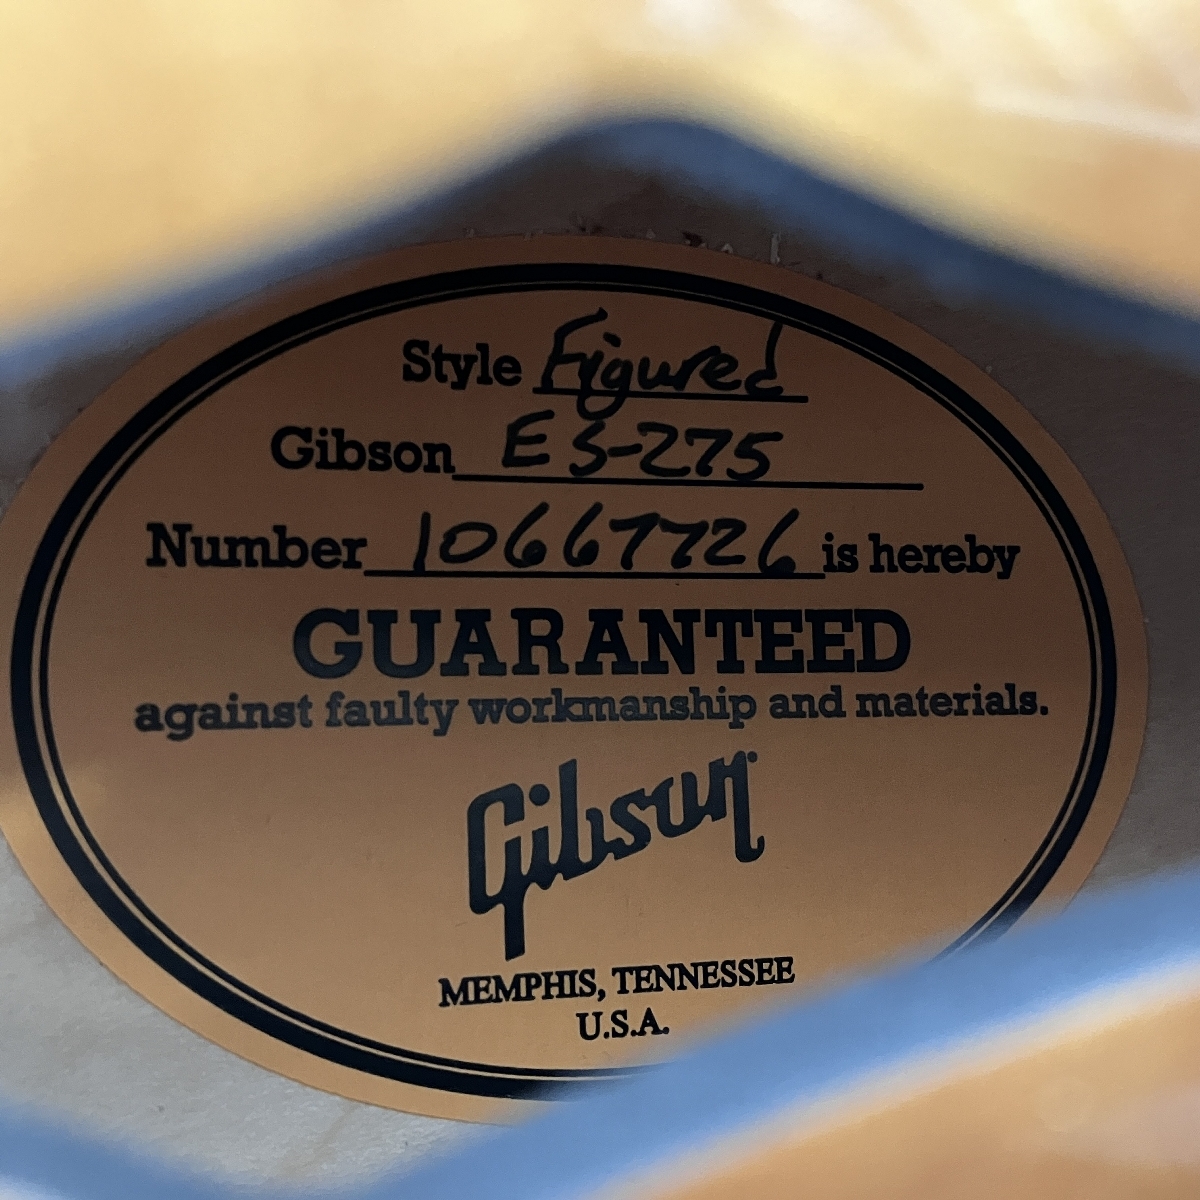 Style Figured
Gibson ES-275
Number 10667726 is hereby
GUARANTEED
against faulty workmanship and materials.
Gibson
MEMPHIS, TENNESSEE
U.S.A.